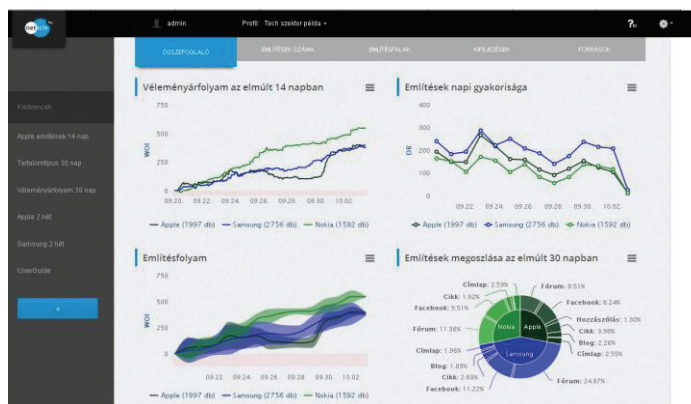 net
admin
Profil: Tech szektor példa
?
ÖSSZEFOGLALÓ
EMLÍTÉSEK SZÁMA
EMLÍTÉSFALAK
KIFEJEZÉSEK
FORRÁSOK
Kedvencek
Apple említések 14 nap
Tartalomtípus 30 nap
Véleményárfolyam 30 nap
Apple 2 hét
Samsung 2 hét
UserGuide
+
Véleményárfolyam az elmúlt 14 napban
750
500
250
0
WOI
09.20. 09.22. 09.24. 09.26. 09.28. 09.30. 10.02.
Apple (1997 db) Samsung (2756 db) Nokia (1592 db)
Említések napi gyakorisága
400
300
200
100
0
DB
09.22. 09.24. 09.26. 09.28. 09.30. 10.02.
Apple (1997 db) Samsung (2756 db) Nokia (1592 db)
Említésfolyam
750
500
250
0
WOI
09.22. 09.24. 09.26. 09.28. 09.30. 10.02.
Apple (1997 db) Samsung (2756 db) Nokia (1592 db)
Említések megoszlása az elmúlt 30 napban
Címlap: 2.53%
Cikk: 1.92%
Facebook: 9.51%
Fórum: 11.36%
Címlap: 1.96%
Blog: 1.09%
Cikk: 2.60%
Facebook: 11.22%
Fórum: 8.51%
Facebook: 8.24%
Hozzászólás: 1.30%
Cikk: 3.90%
Blog: 2.26%
Címlap: 2.55%
Fórum: 24.97%
Nokia
Apple
Samsung